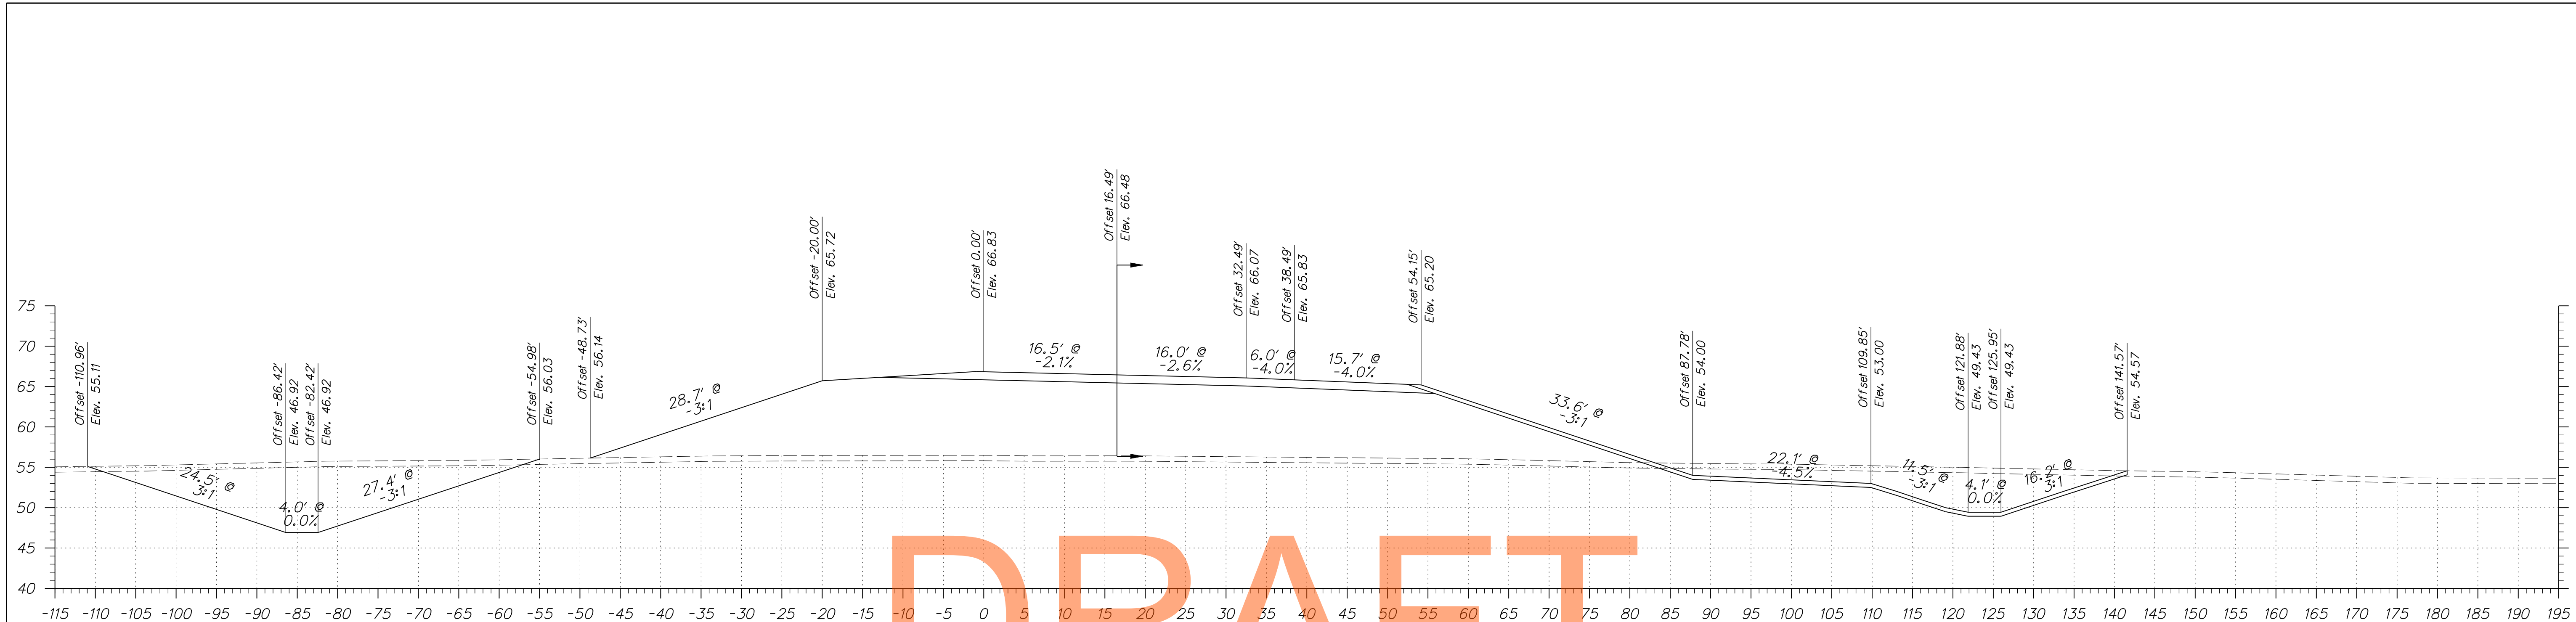 Offset -110.96'
Elev. 55.11
Offset -86.42'
Elev. 46.92
Offset -82.42'
Elev. 46.92
Offset -54.98'
Elev. 56.03
Offset -48.73'
Elev. 56.14
Offset -20.00'
Elev. 65.72
Offset 0.00'
Elev. 66.83
Offset 16.49'
Elev. 66.48
Offset 32.49'
Elev. 66.07
Offset 38.49'
Elev. 65.83
Offset 54.15'
Elev. 65.20
Offset 87.78'
Elev. 54.00
Offset 109.85'
Elev. 53.00
Offset 121.88'
Elev. 49.43
Offset 125.95'
Elev. 49.43
Offset 141.57'
Elev. 54.57
24.5' @
3:1
4.0' @
0.0%
27.4' @
-3:1
28.7' @
-3:1
16.5' @
-2.1%
16.0' @
-2.6%
6.0' @
-4.0%
15.7' @
-4.0%
33.6' @
-3:1
22.1' @
-4.5%
11.5' @
-3:1
4.1' @
0.0%
16.2' @
3:1
75
70
65
60
55
50
45
40
-115 -110 -105 -100 -95 -90 -85 -80 -75 -70 -65 -60 -55 -50 -45 -40 -35 -30 -25 -20 -15 -10 -5 0 5 10 15 20 25 30 35 40 45 50 55 60 65 70 75 80 85 90 95 100 105 110 115 120 125 130 135 140 145 150 155 160 165 170 175 180 185 190 195
DRAFT